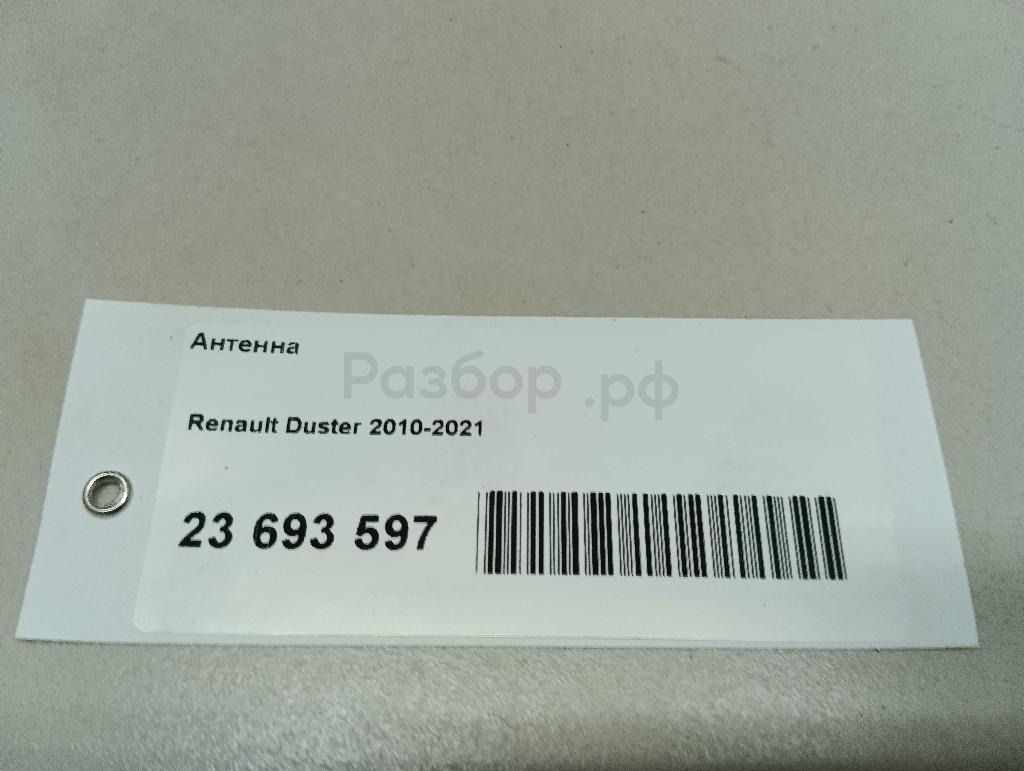 Антенна
Разбор.рф
Renault Duster 2010-2021
23 693 597